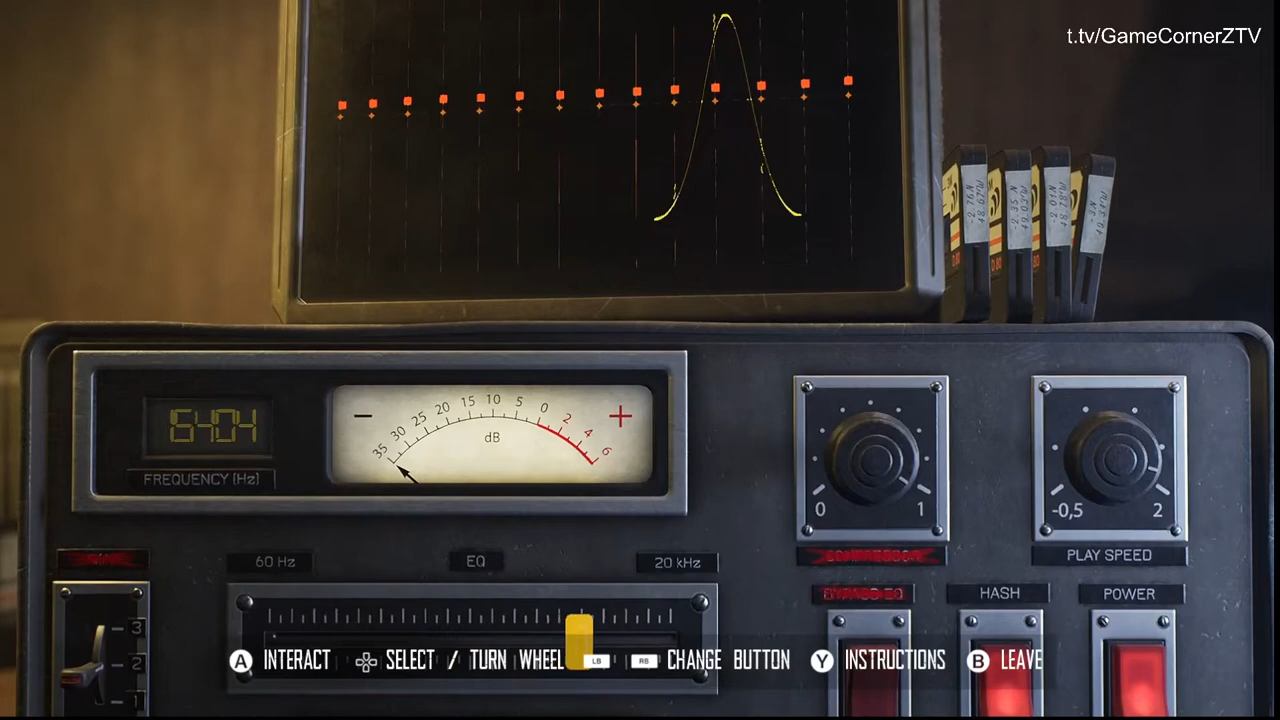 t.tv/GameCornerZTV
6404
FREQUENCY (Hz)
−
+
35 30 25 20 15 10 5 0 2 4 6
dB
0 1
-0,5 2
PLAY SPEED
60 Hz
EQ
20 kHz
BYPASS EQ
HASH
POWER
3
2
1
A INTERACT SELECT / TURN WHEEL LB RB CHANGE BUTTON Y INSTRUCTIONS B LEAVE